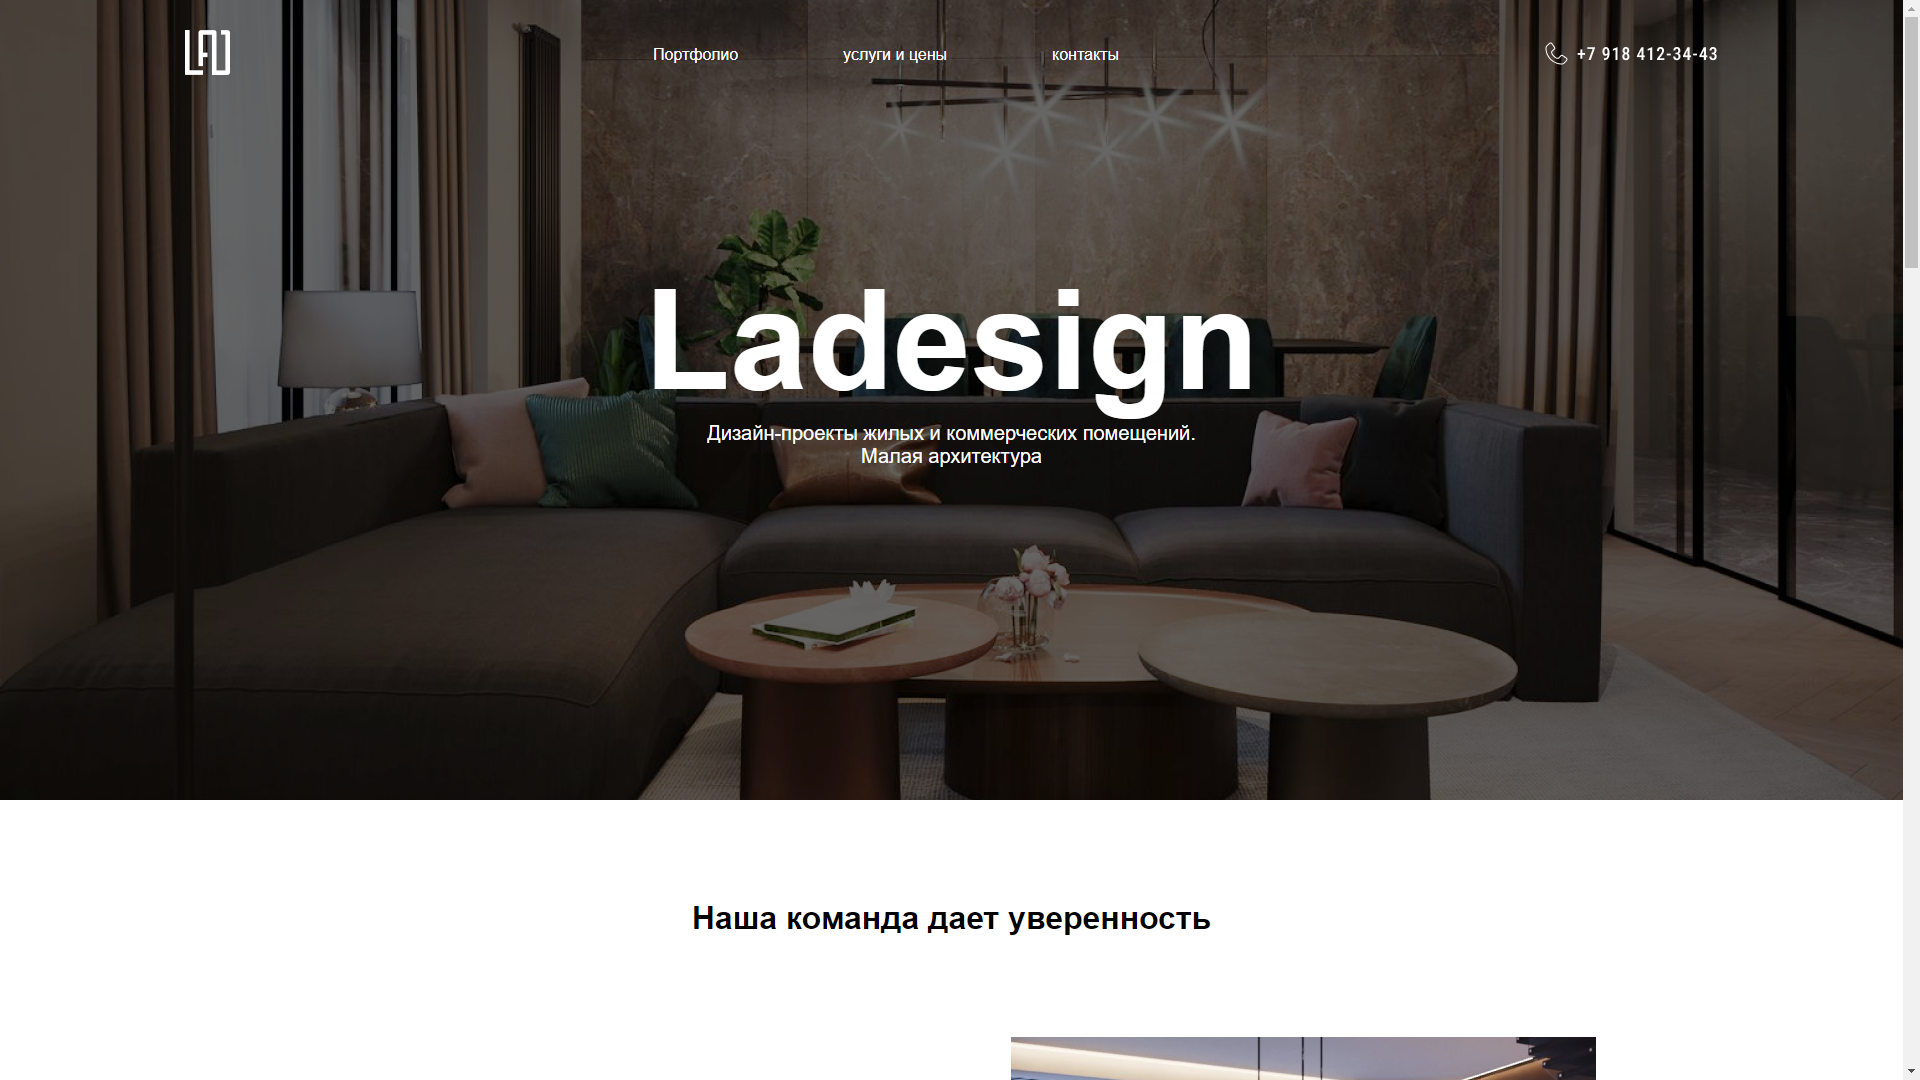 LAD
Портфолио
услуги и цены
контакты
+7 918 412-34-43
Ladesign
Дизайн-проекты жилых и коммерческих помещений.
Малая архитектура
Наша команда дает уверенность